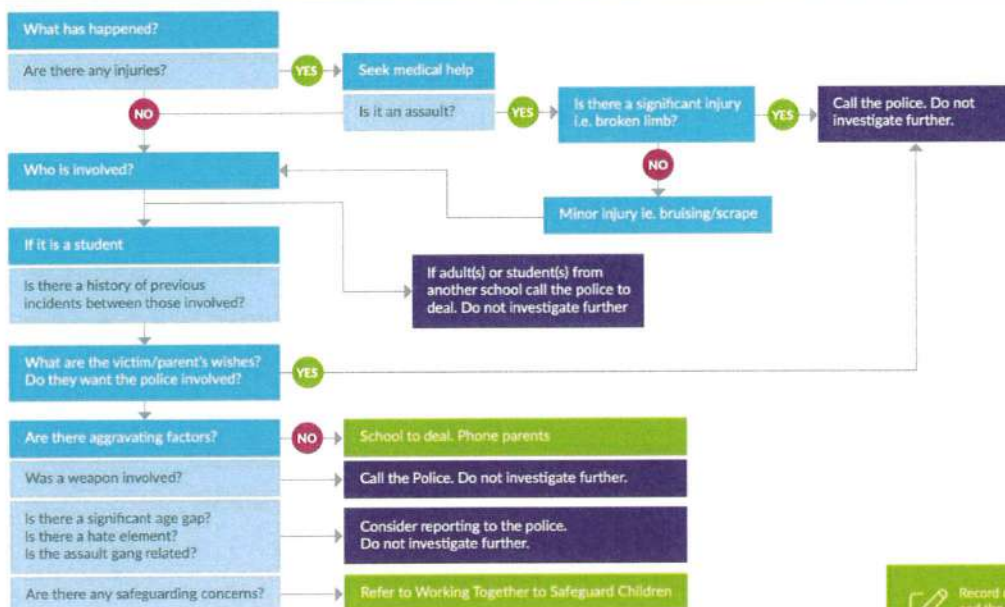 What has happened?
Are there any injuries?
YES
Seek medical help
Is it an assault?
YES
Is there a significant injury
i.e. broken limb?
YES
Call the police. Do not
investigate further.
NO
NO
Who is involved?
Minor injury ie. bruising/scrape
If it is a student
Is there a history of previous
incidents between those involved?
If adult(s) or student(s) from
another school call the police to
deal. Do not investigate further
What are the victim/parent's wishes?
Do they want the police involved?
YES
Are there aggravating factors?
NO
School to deal. Phone parents
Was a weapon involved?
Call the Police. Do not investigate further.
Is there a significant age gap?
Is there a hate element?
Is the assault gang related?
Consider reporting to the police.
Do not investigate further.
Are there any safeguarding concerns?
Refer to Working Together to Safeguard Children
Record